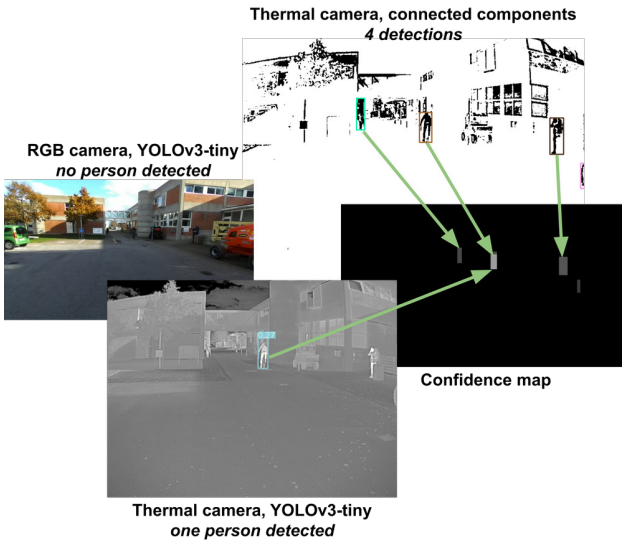 Thermal camera, connected components
4 detections
RGB camera, YOLOv3-tiny
no person detected
Confidence map
Thermal camera, YOLOv3-tiny
one person detected